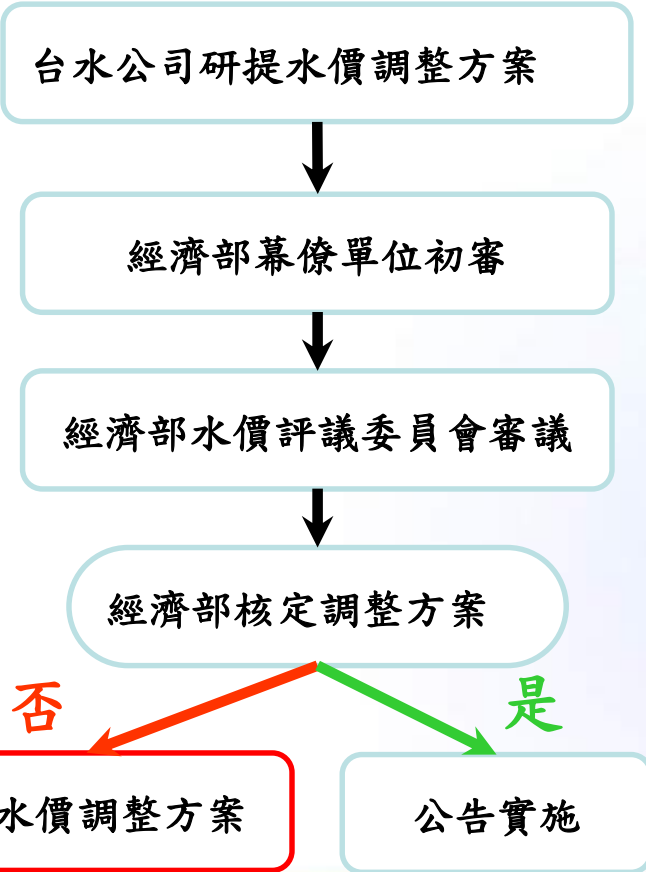 台水公司研提水價調整方案
經濟部幕僚單位初審
經濟部水價評議委員會審議
經濟部核定調整方案
否
是
水價調整方案
公告實施